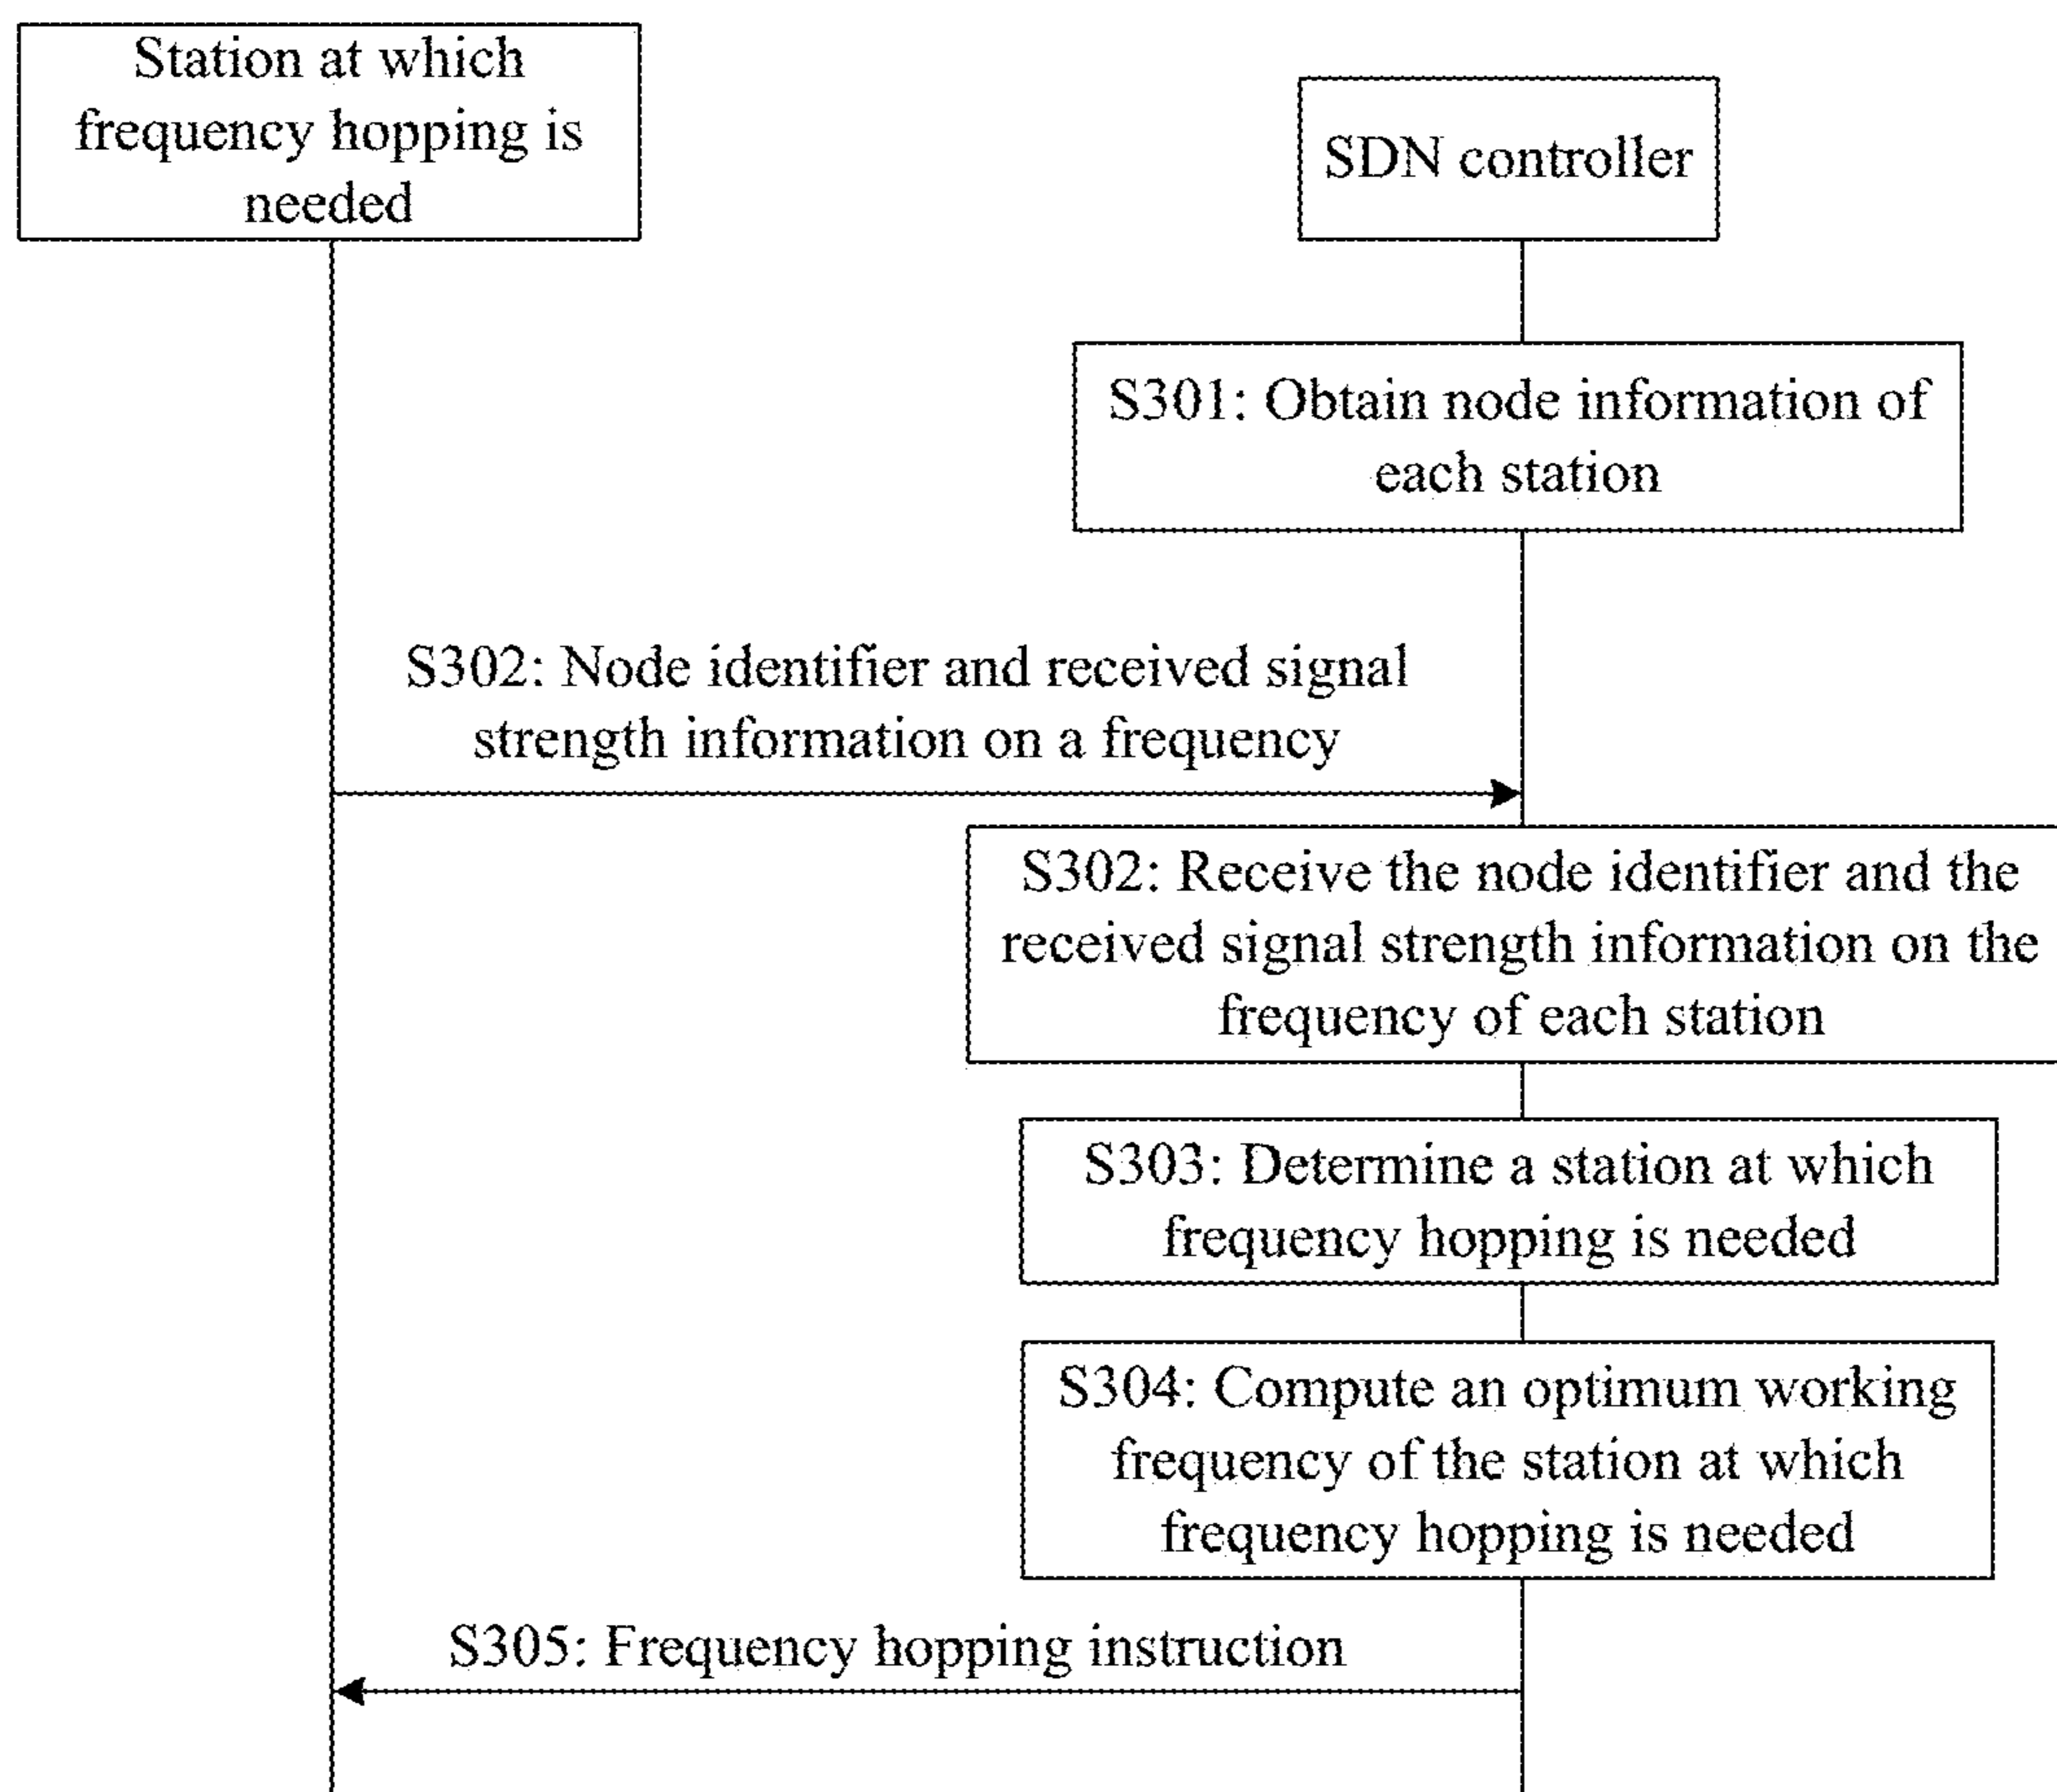 Station at which
frequency hopping is
needed
SDN controller
S301: Obtain node information of
each station
S302: Node identifier and received signal
strength information on a frequency
S302: Receive the node identifier and the
received signal strength information on the
frequency of each station
S303: Determine a station at which
frequency hopping is needed
S304: Compute an optimum working
frequency of the station at which
frequency hopping is needed
S305: Frequency hopping instruction